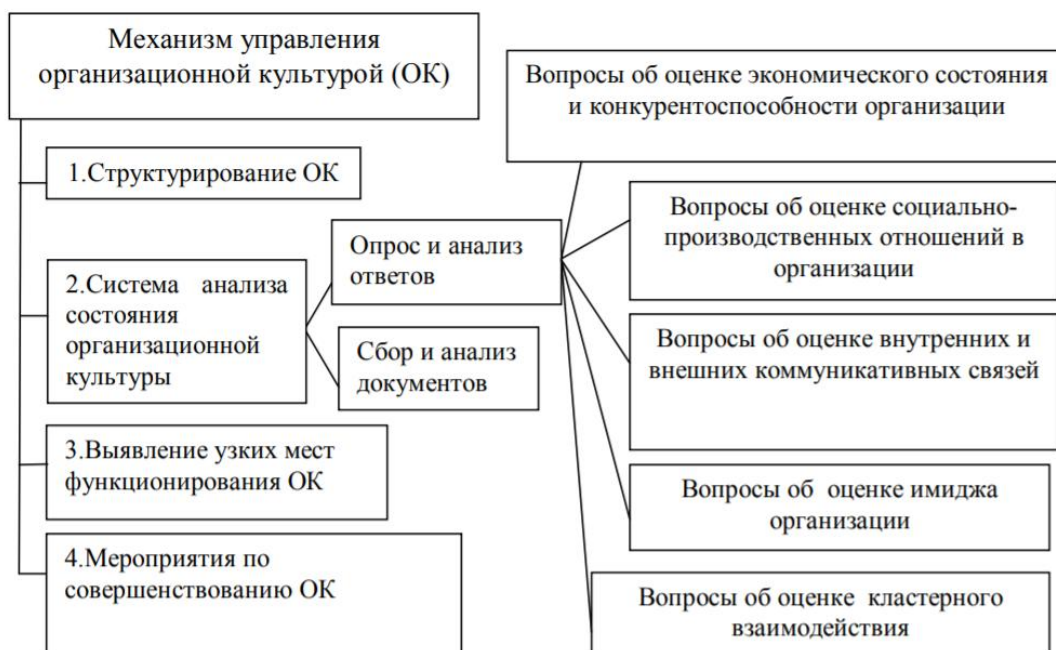 Механизм управления
организационной культурой (ОК)
1.Структурирование ОК
2.Система анализа
состояния
организационной
культуры
3.Выявление узких мест
функционирования ОК
4.Мероприятия по
совершенствованию ОК
Опрос и анализ
ответов
Сбор и анализ
документов
Вопросы об оценке экономического состояния
и конкурентоспособности организации
Вопросы об оценке социально-
производственных отношений в
организации
Вопросы об оценке внутренних и
внешних коммуникативных связей
Вопросы об оценке имиджа
организации
Вопросы об оценке кластерного
взаимодействия